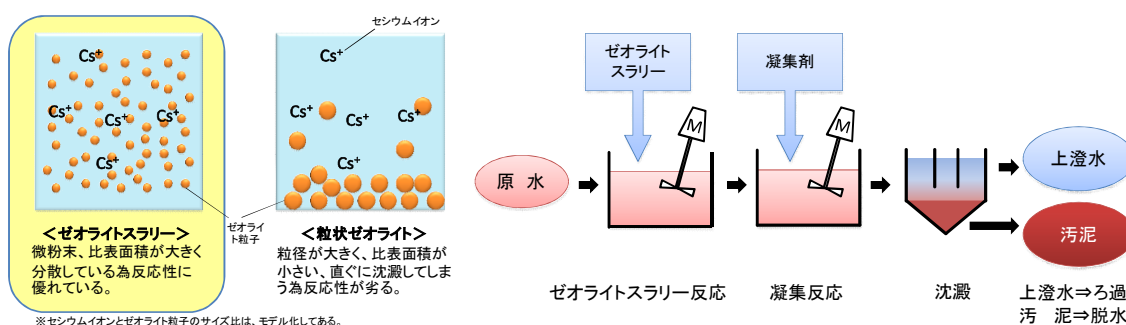 セシウムイオン
Cs⁺
Cs⁺
Cs⁺
Cs⁺
Cs⁺
Cs⁺
Cs⁺
Cs⁺
Cs⁺
Cs⁺
ゼオライ
ト粒子
＜ゼオライトスラリー＞
微粉末、比表面積が大きく
分散している為反応性に
優れている。
＜粒状ゼオライト＞
粒径が大きく、比表面積が
小さい、直ぐに沈澱してしま
う為反応性が劣る。
※セシウムイオンとゼオライト粒子のサイズ比は、モデル化してある。
ゼオライト
スラリー
凝集剤
M
M
原 水
上澄水
汚泥
ゼオライトスラリー反応
凝集反応
沈澱
上澄水⇒ろ過
汚 泥⇒脱水